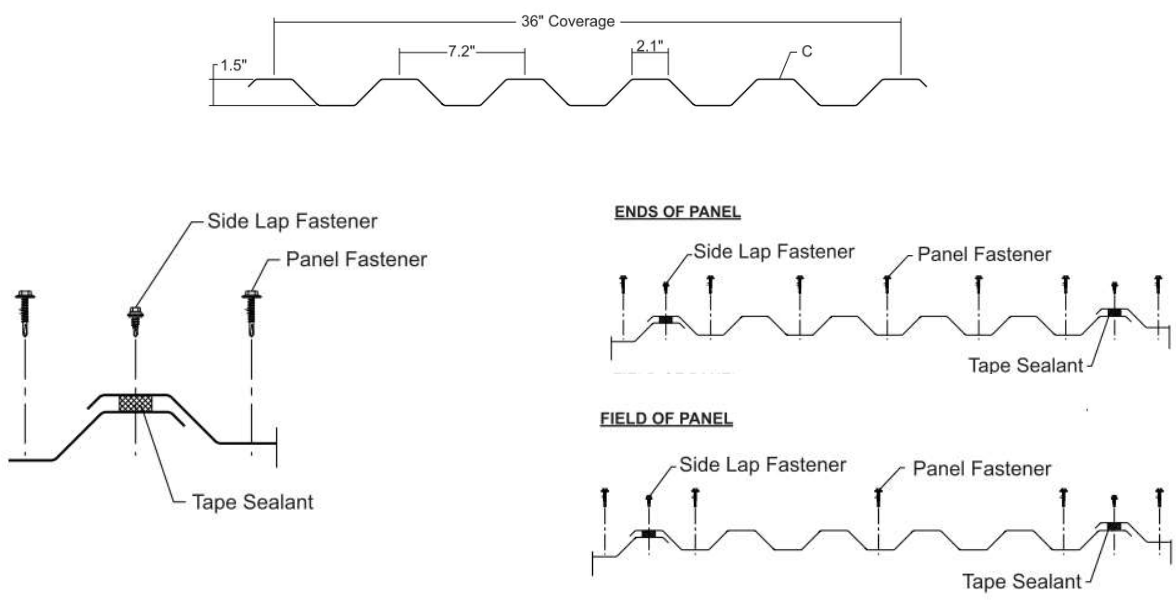 36" Coverage
7.2"
2.1"
C
1.5"
Side Lap Fastener
Panel Fastener
Tape Sealant
ENDS OF PANEL
Side Lap Fastener
Panel Fastener
Tape Sealant
FIELD OF PANEL
Side Lap Fastener
Panel Fastener
Tape Sealant